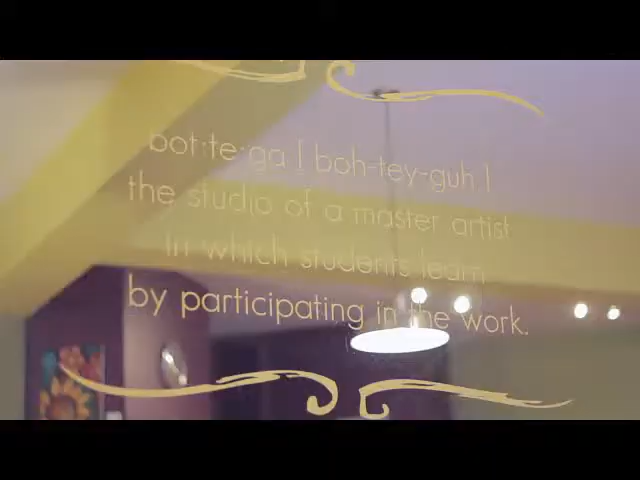 bot·te·ga [ boh-tey-guh ]
the studio of a master artist
in which students learn
by participating in the work.